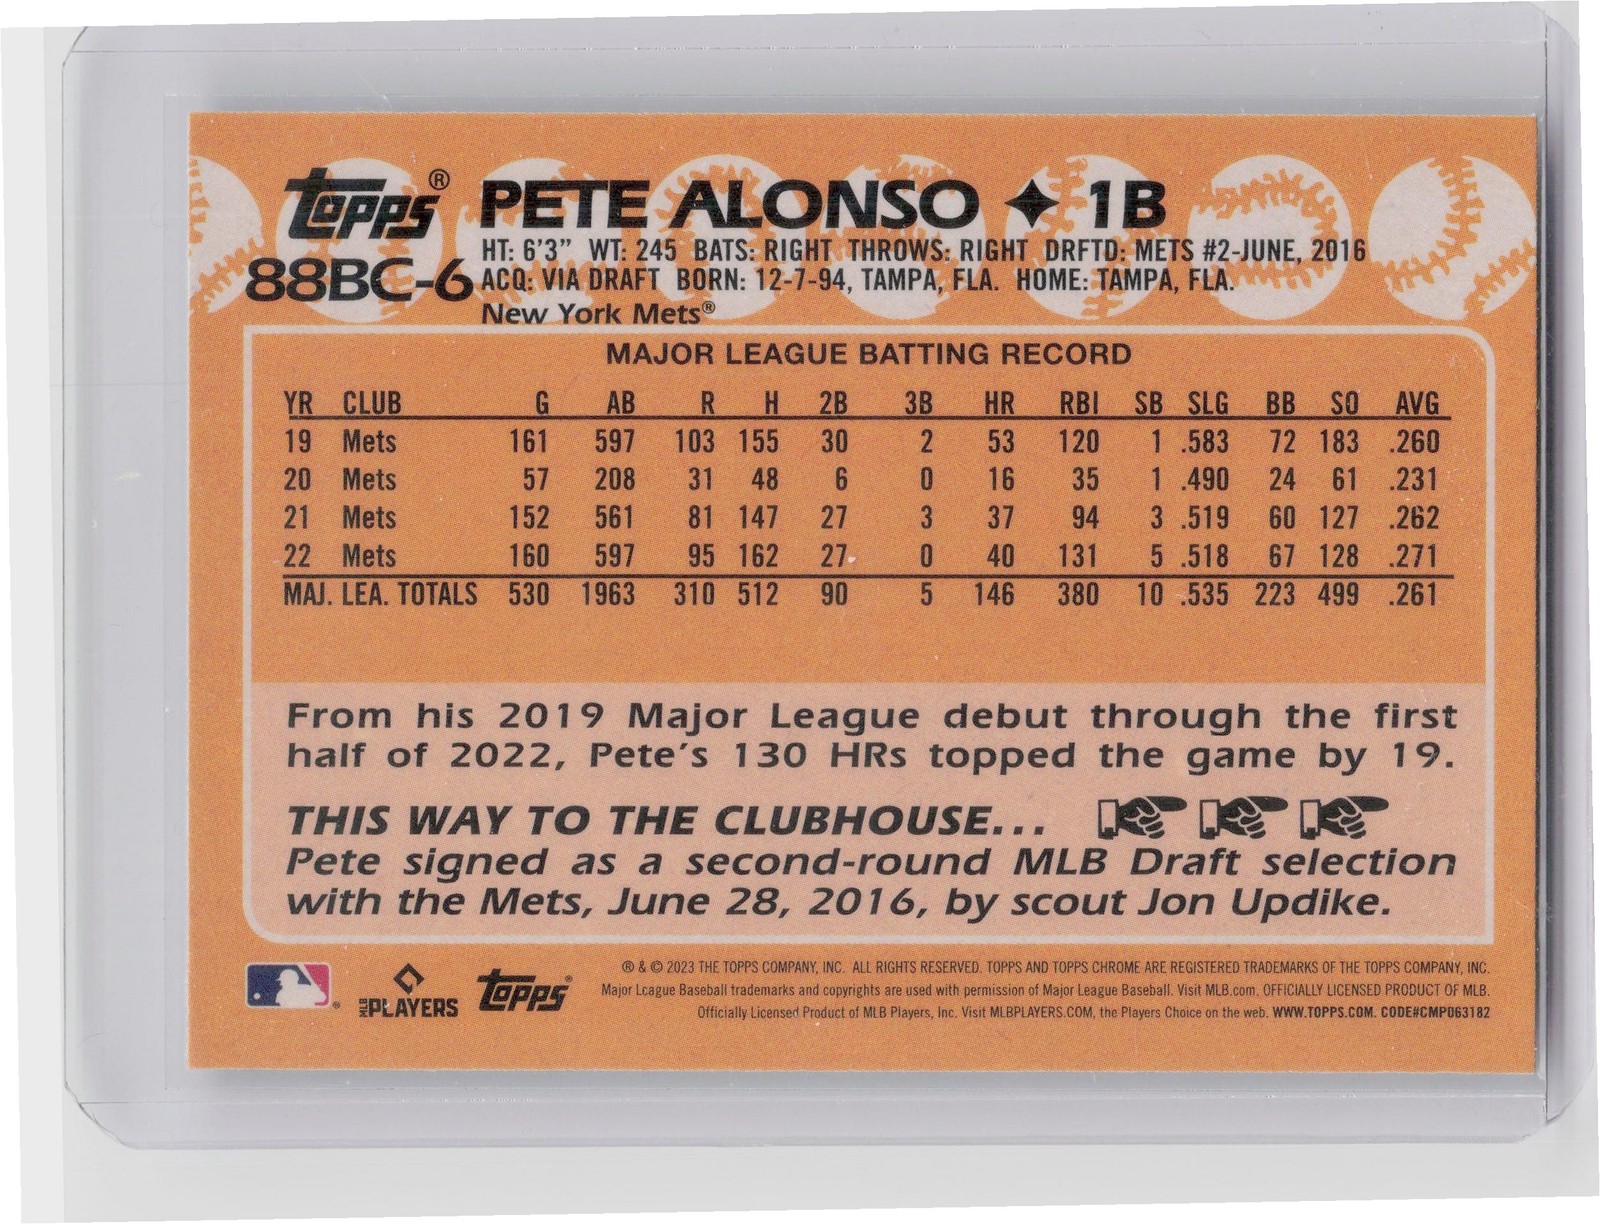 Topps® PETE ALONSO ✦ 1B
88BC-6
HT: 6'3" WT: 245 BATS: RIGHT THROWS: RIGHT DRFTD: METS #2-JUNE, 2016
ACQ: VIA DRAFT BORN: 12-7-94, TAMPA, FLA. HOME: TAMPA, FLA.
New York Mets®
MAJOR LEAGUE BATTING RECORD
YR CLUB G AB R H 2B 3B HR RBI SB SLG BB SO AVG
19 Mets 161 597 103 155 30 2 53 120 1 .583 72 183 .260
20 Mets 57 208 31 48 6 0 16 35 1 .490 24 61 .231
21 Mets 152 561 81 147 27 3 37 94 3 .519 60 127 .262
22 Mets 160 597 95 162 27 0 40 131 5 .518 67 128 .271
MAJ. LEA. TOTALS 530 1963 310 512 90 5 146 380 10 .535 223 499 .261
From his 2019 Major League debut through the first
half of 2022, Pete's 130 HRs topped the game by 19.
THIS WAY TO THE CLUBHOUSE...
Pete signed as a second-round MLB Draft selection
with the Mets, June 28, 2016, by scout Jon Updike.
MLB PLAYERS Topps®
® & © 2023 THE TOPPS COMPANY, INC. ALL RIGHTS RESERVED. TOPPS AND TOPPS CHROME ARE REGISTERED TRADEMARKS OF THE TOPPS COMPANY, INC.
Major League Baseball trademarks and copyrights are used with permission of Major League Baseball. Visit MLB.com. OFFICIALLY LICENSED PRODUCT OF MLB.
Officially Licensed Product of MLB Players, Inc. Visit MLBPLAYERS.COM, the Players Choice on the web. WWW.TOPPS.COM. CODE#CMP063182